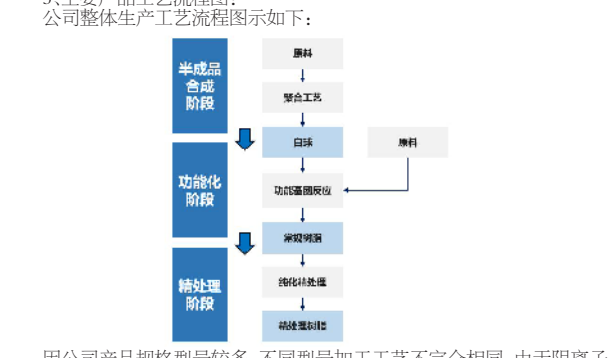 公司整体生产工艺流程图示如下：
半成品
合成
阶段
原料
聚合工艺
白球
原料
功能化
阶段
功能基团反应
常规树脂
精处理
阶段
纯化精处理
精处理树脂